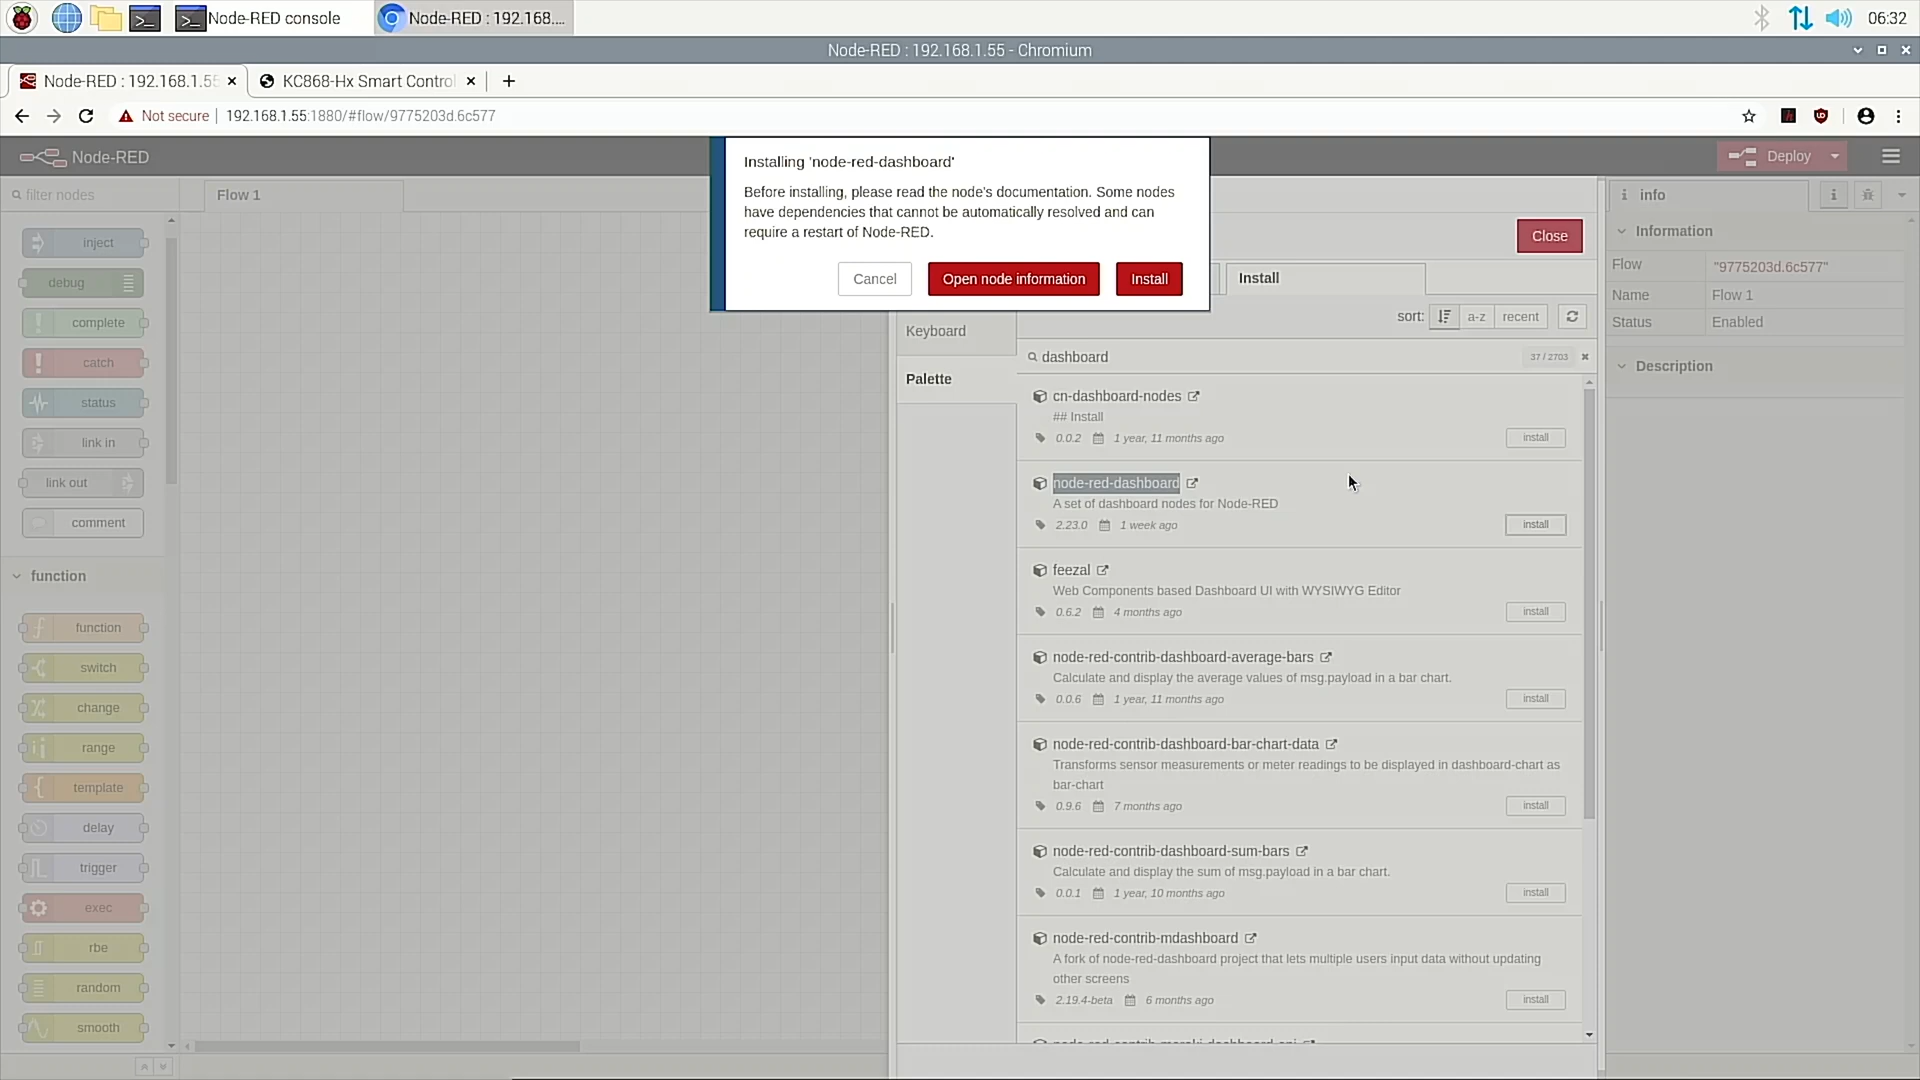 Node-RED console
Node-RED : 192.168....
06:32
Node-RED : 192.168.1.55 - Chromium
Node-RED : 192.168.1.55
KC868-Hx Smart Control
Not secure
192.168.1.55:1880/#flow/9775203d.6c577
Node-RED
Deploy
Installing 'node-red-dashboard'
Before installing, please read the node's documentation. Some nodes
have dependencies that cannot be automatically resolved and can
require a restart of Node-RED.
Cancel
Open node information
Install
filter nodes
Flow 1
inject
debug
complete
catch
status
link in
link out
comment
function
function
switch
change
range
template
delay
trigger
exec
rbe
random
smooth
Close
Install
Keyboard
Palette
sort:
a-z
recent
dashboard
37 / 2703
cn-dashboard-nodes
## Install
0.0.2
1 year, 11 months ago
install
node-red-dashboard
A set of dashboard nodes for Node-RED
2.23.0
1 week ago
install
feezal
Web Components based Dashboard UI with WYSIWYG Editor
0.6.2
4 months ago
install
node-red-contrib-dashboard-average-bars
Calculate and display the average values of msg.payload in a bar chart.
0.0.6
1 year, 11 months ago
install
node-red-contrib-dashboard-bar-chart-data
Transforms sensor measurements or meter readings to be displayed in dashboard-chart as
bar-chart
0.9.6
7 months ago
install
node-red-contrib-dashboard-sum-bars
Calculate and display the sum of msg.payload in a bar chart.
0.0.1
1 year, 10 months ago
install
node-red-contrib-mdashboard
A fork of node-red-dashboard project that lets multiple users input data without updating
other screens
2.19.4-beta
6 months ago
install
info
Information
Flow
"9775203d.6c577"
Name
Flow 1
Status
Enabled
Description